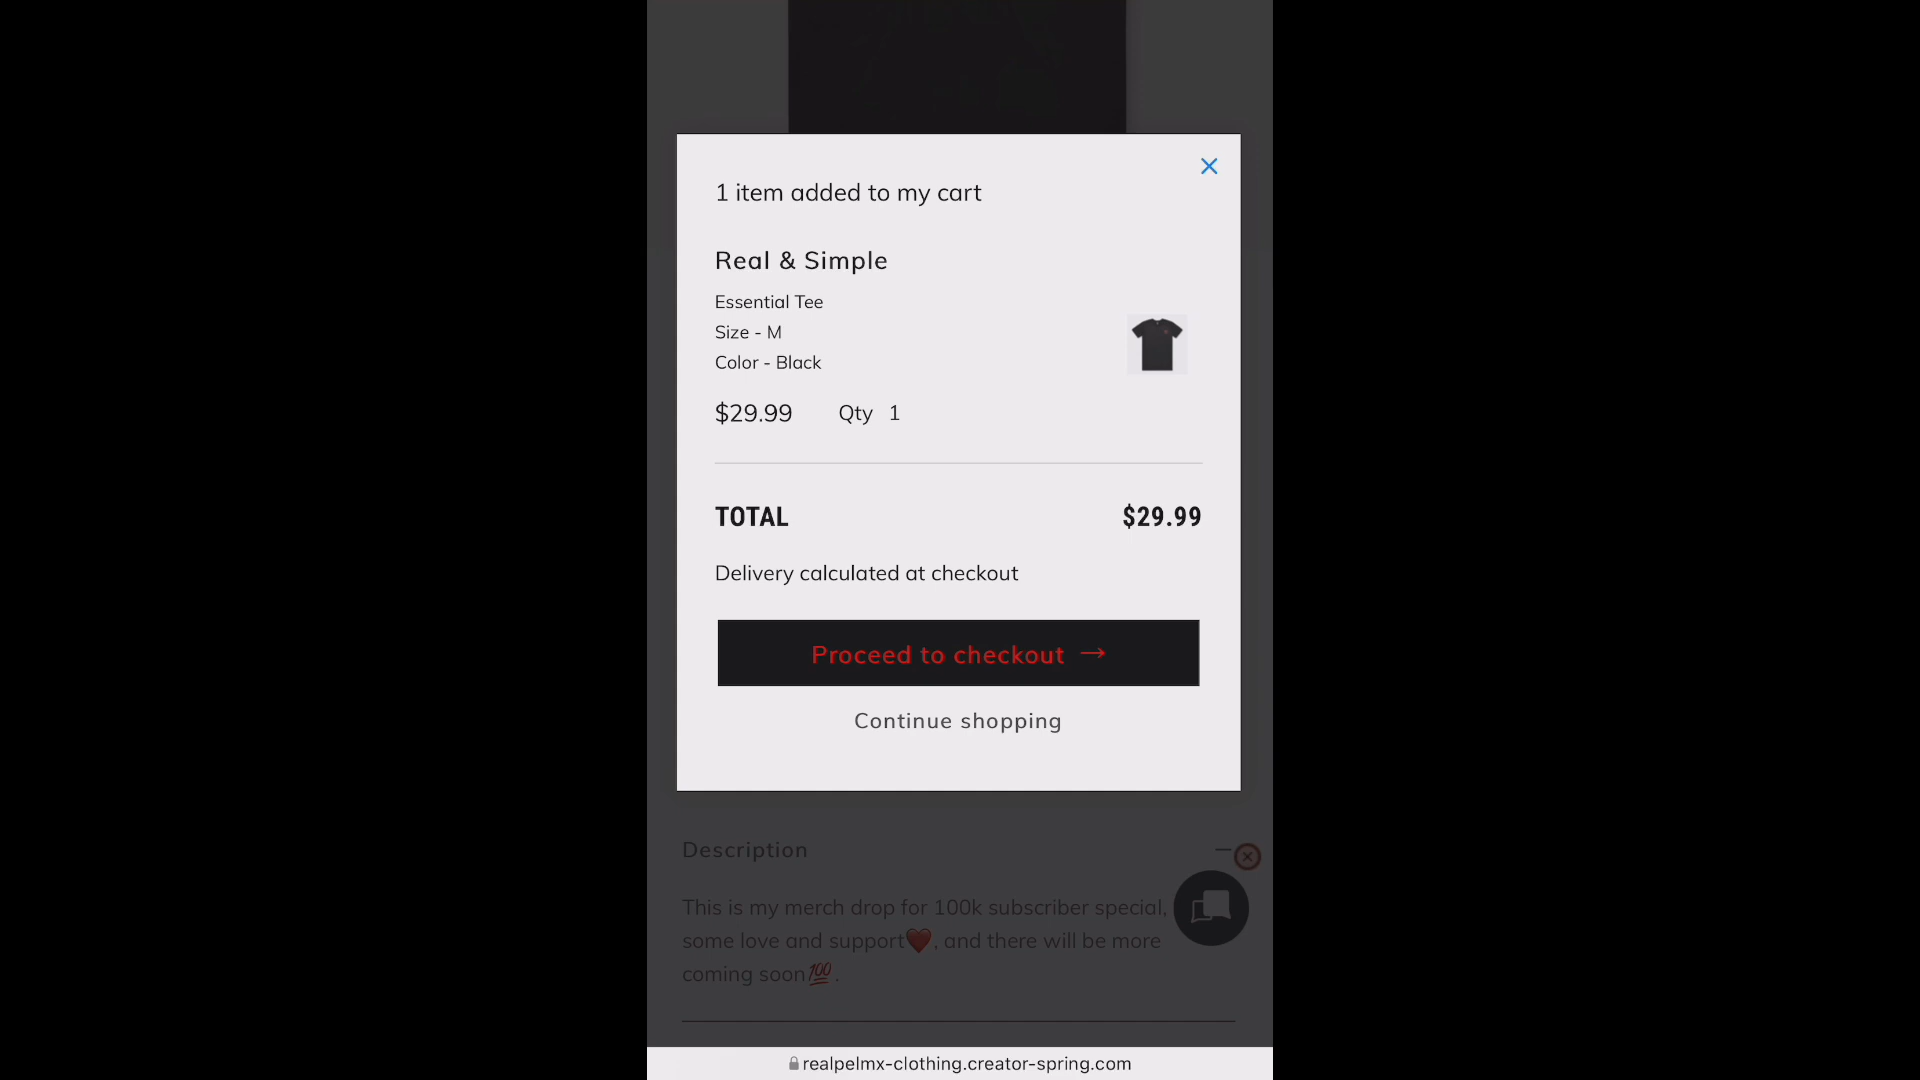 1 item added to my cart
Real & Simple
Essential Tee
Size - M
Color - Black
$29.99 Qty 1
TOTAL $29.99
Delivery calculated at checkout
Proceed to checkout →
Continue shopping
Description
This is my merch drop for 100k subscriber special,
some love and support❤️, and there will be more
coming soon💯.
realpelmx-clothing.creator-spring.com